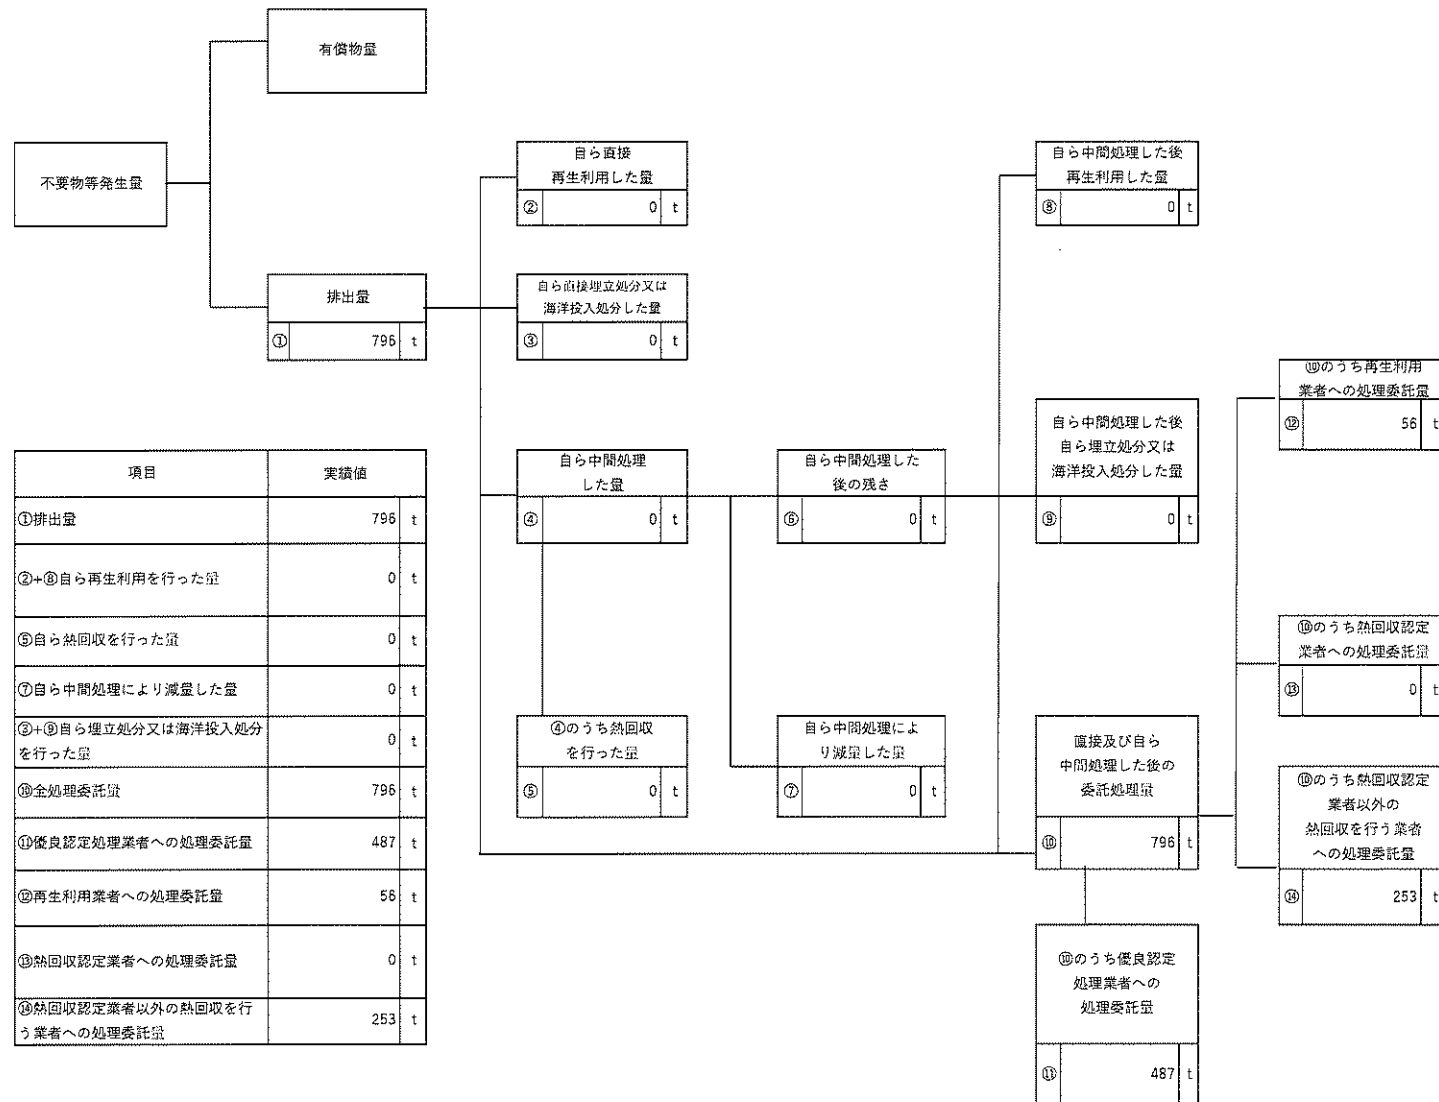 有償物量
不要物等発生量
排出量
① 796 t
自ら直接
再生利用した量
② 0 t
自ら直接埋立処分又は
海洋投入処分した量
③ 0 t
自ら中間処理
した量
④ 0 t
④のうち熱回収
を行った量
⑤ 0 t
自ら中間処理した
後の残さ
⑥ 0 t
自ら中間処理によ
り減量した量
⑦ 0 t
自ら中間処理した後
再生利用した量
⑧ 0 t
自ら中間処理した後
自ら埋立処分又は
海洋投入処分した量
⑨ 0 t
直接及び自ら
中間処理した後の
委託処理量
⑩ 796 t
⑩のうち優良認定
処理業者への
処理委託量
⑪ 487 t
⑩のうち再生利用
業者への処理委託量
⑫ 56 t
⑩のうち熱回収認定
業者への処理委託量
⑬ 0 t
⑩のうち熱回収認定
業者以外の
熱回収を行う業者
への処理委託量
⑭ 253 t
項目 実績値
①排出量 796 t
②+⑧自ら再生利用を行った量 0 t
⑤自ら熱回収を行った量 0 t
⑦自ら中間処理により減量した量 0 t
③+⑨自ら埋立処分又は海洋投入処分
を行った量 0 t
⑩全処理委託量 796 t
⑪優良認定処理業者への処理委託量 487 t
⑫再生利用業者への処理委託量 56 t
⑬熱回収認定業者への処理委託量 0 t
⑭熱回収認定業者以外の熱回収を行
う業者への処理委託量 253 t